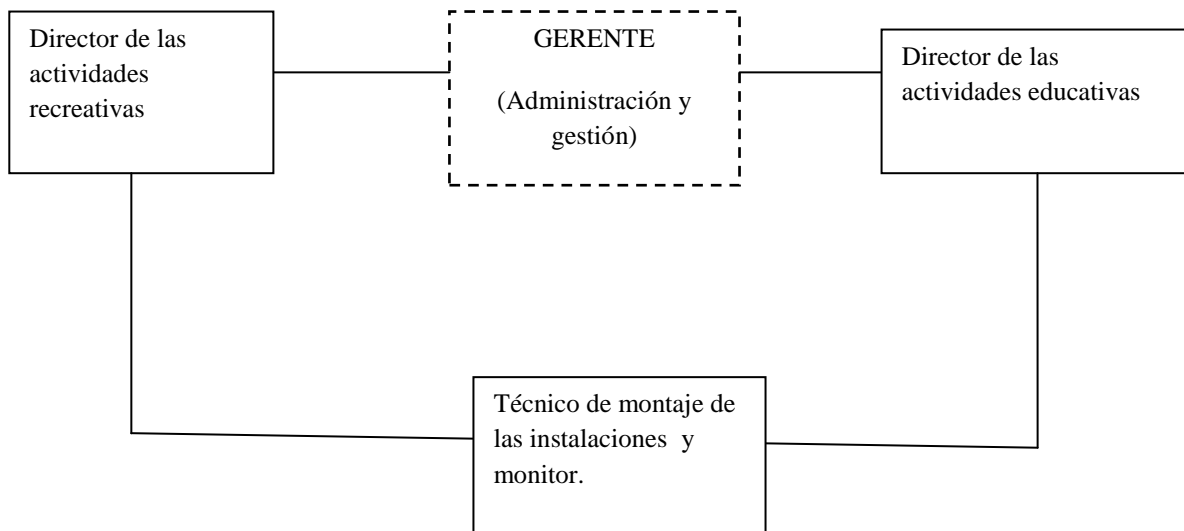 Director de las
actividades
recreativas
GERENTE
(Administración y
gestión)
Director de las
actividades educativas
Técnico de montaje de
las instalaciones  y
monitor.